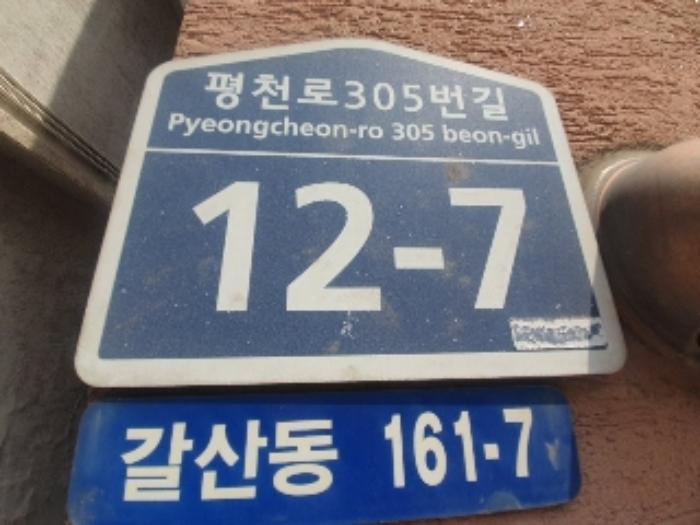 평천로305번길
Pyeongcheon-ro 305 beon-gil
12-7
갈산동 161-7